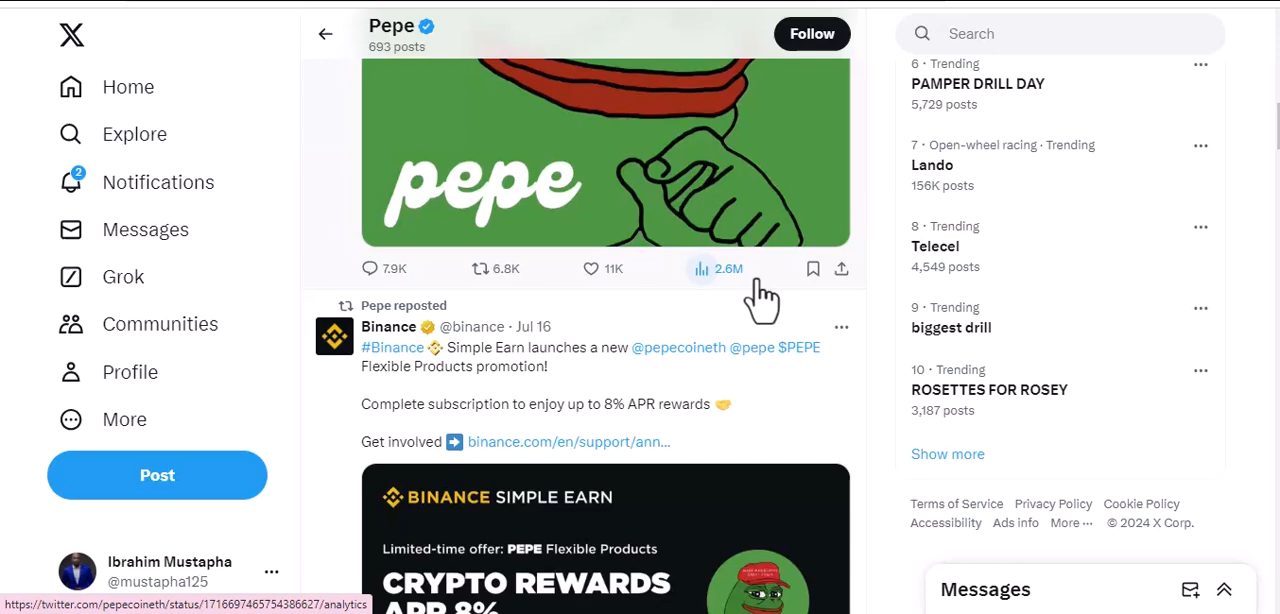 Home
Explore
2
Notifications
Messages
Grok
Communities
Profile
More
Post
Ibrahim Mustapha
@mustapha125
https://twitter.com/pepecoineth/status/1716697465754386627/analytics
Pepe
693 posts
Follow
pepe
7.9K 6.8K 11K 2.6M
Pepe reposted
Binance @binance · Jul 16
#Binance Simple Earn launches a new @pepecoineth @pepe $PEPE
Flexible Products promotion!
Complete subscription to enjoy up to 8% APR rewards
Get involved binance.com/en/support/ann...
BINANCE SIMPLE EARN
Limited-time offer: PEPE Flexible Products
CRYPTO REWARDS
APR 8%
Search
6 · Trending
PAMPER DRILL DAY
5,729 posts
7 · Open-wheel racing · Trending
Lando
156K posts
8 · Trending
Telecel
4,549 posts
9 · Trending
biggest drill
10 · Trending
ROSETTES FOR ROSEY
3,187 posts
Show more
Terms of Service Privacy Policy Cookie Policy
Accessibility Ads info More ··· © 2024 X Corp.
Messages